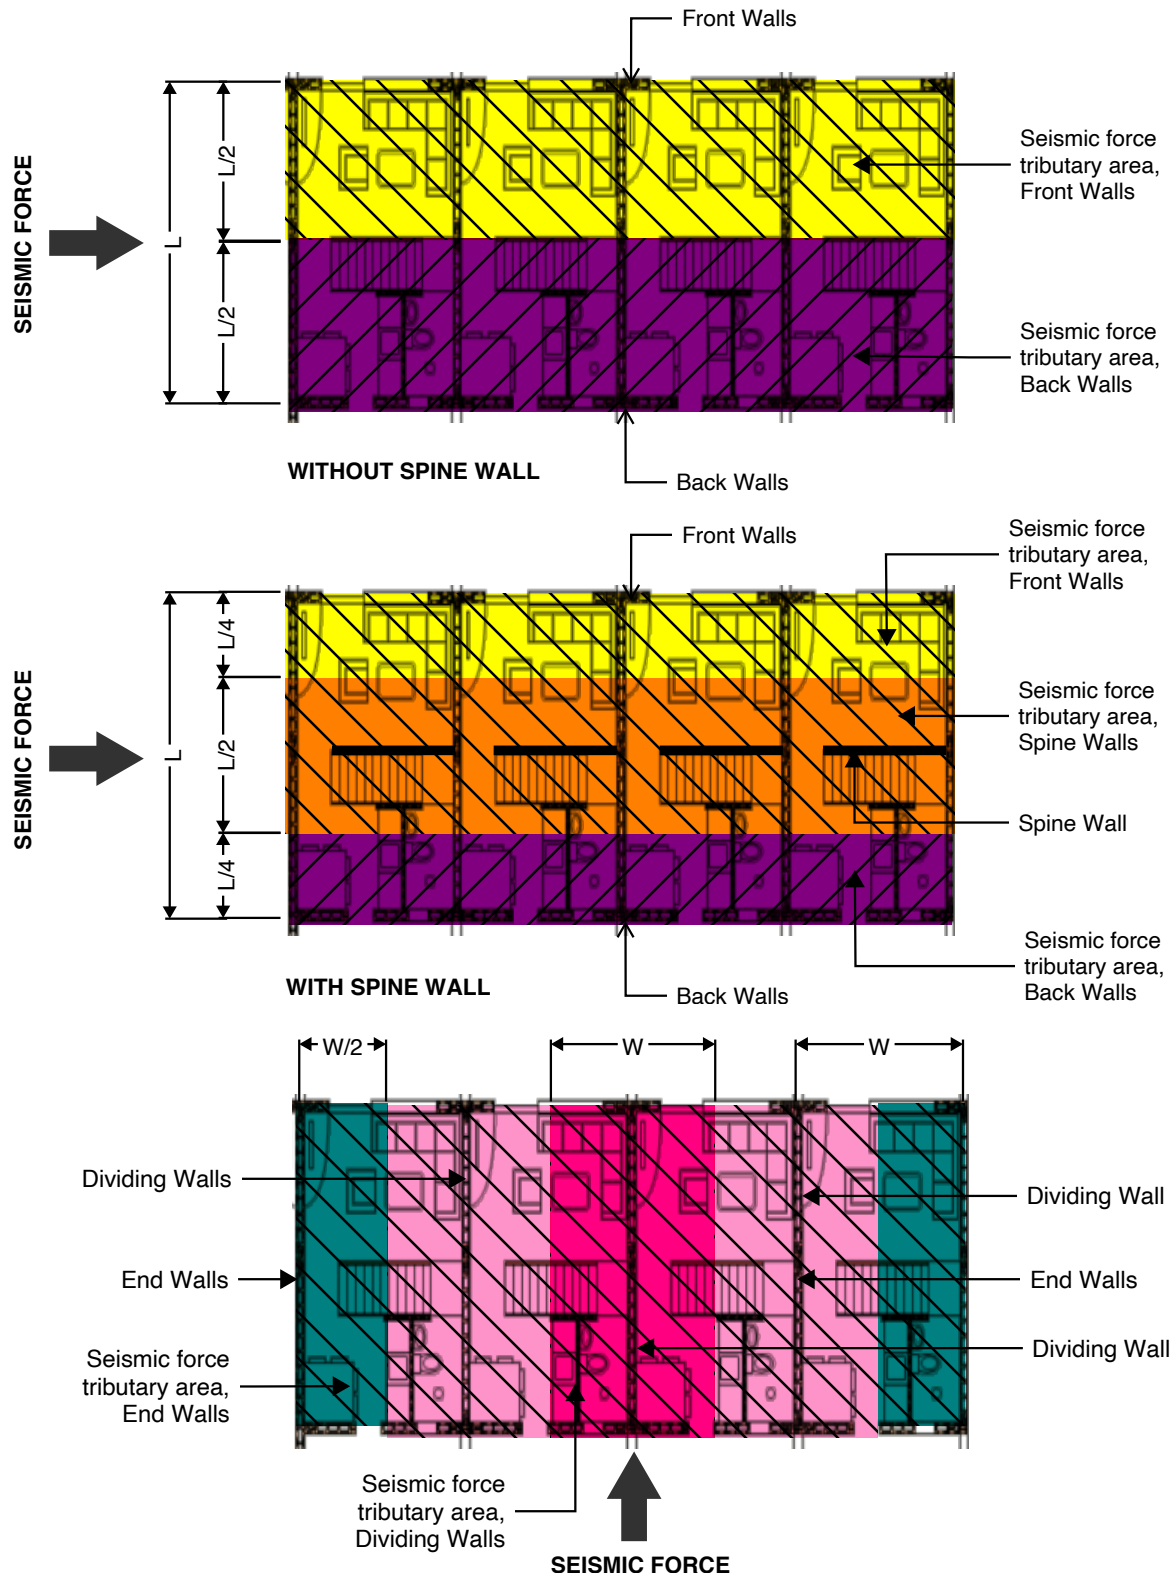 Front Walls
SEISMIC FORCE
L
L/2
L/2
Seismic force
tributary area,
Front Walls
Seismic force
tributary area,
Back Walls
WITHOUT SPINE WALL
Back Walls
Front Walls
Seismic force
tributary area,
Front Walls
SEISMIC FORCE
L
L/4
L/2
L/4
Seismic force
tributary area,
Spine Walls
Spine Wall
Seismic force
tributary area,
Back Walls
WITH SPINE WALL
Back Walls
W/2
W
W
Dividing Walls
Dividing Wall
End Walls
End Walls
Dividing Wall
Seismic force
tributary area,
End Walls
Seismic force
tributary area,
Dividing Walls
SEISMIC FORCE